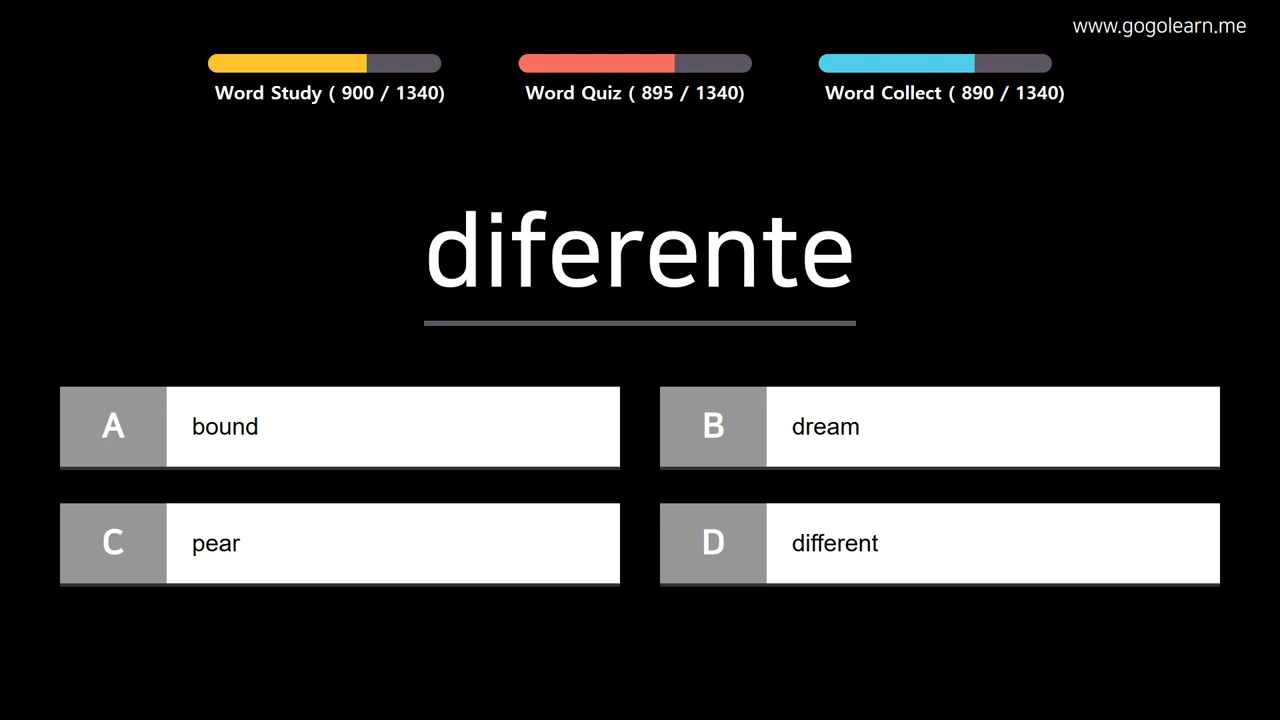 www.gogolearn.me
Word Study ( 900 / 1340)
Word Quiz ( 895 / 1340)
Word Collect ( 890 / 1340)
diferente
A bound
B dream
C pear
D different